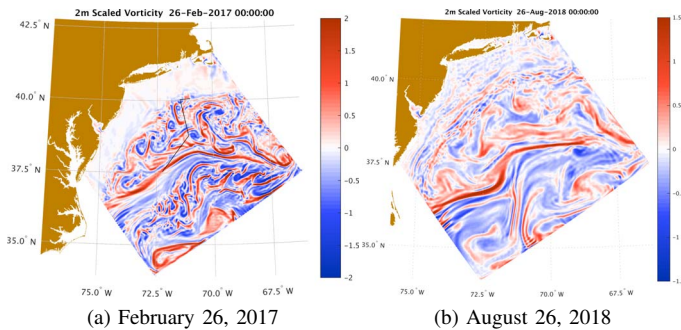 2m Scaled Vorticity 26-Feb-2017 00:00:00
42.5° N
40.0° N
37.5° N
35.0° N
75.0° W
72.5° W
70.0° W
67.5° W
2
1.5
1
0.5
0
-0.5
-1
-1.5
-2
(a) February 26, 2017
2m Scaled Vorticity 26-Aug-2018 00:00:00
40.0° N
37.5° N
35.0° N
75.0° W
72.5° W
70.0° W
67.5° W
1.5
1
0.5
0
-0.5
-1
-1.5
(b) August 26, 2018